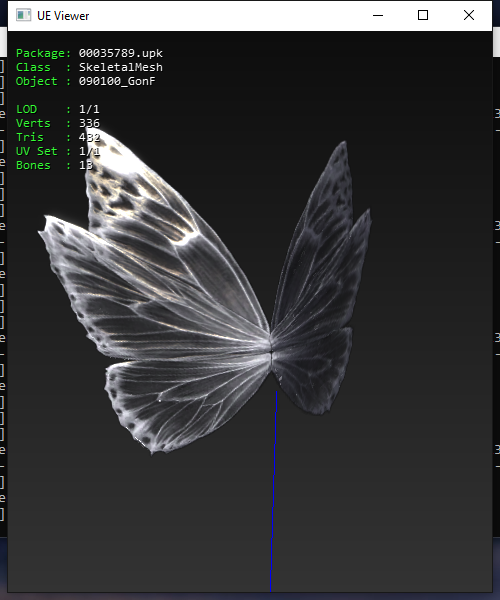 UE Viewer
Package: 00035789.upk
Class : SkeletalMesh
Object : 090100_GonF
LOD : 1/1
Verts : 336
Tris : 432
UV Set : 1/1
Bones : 13